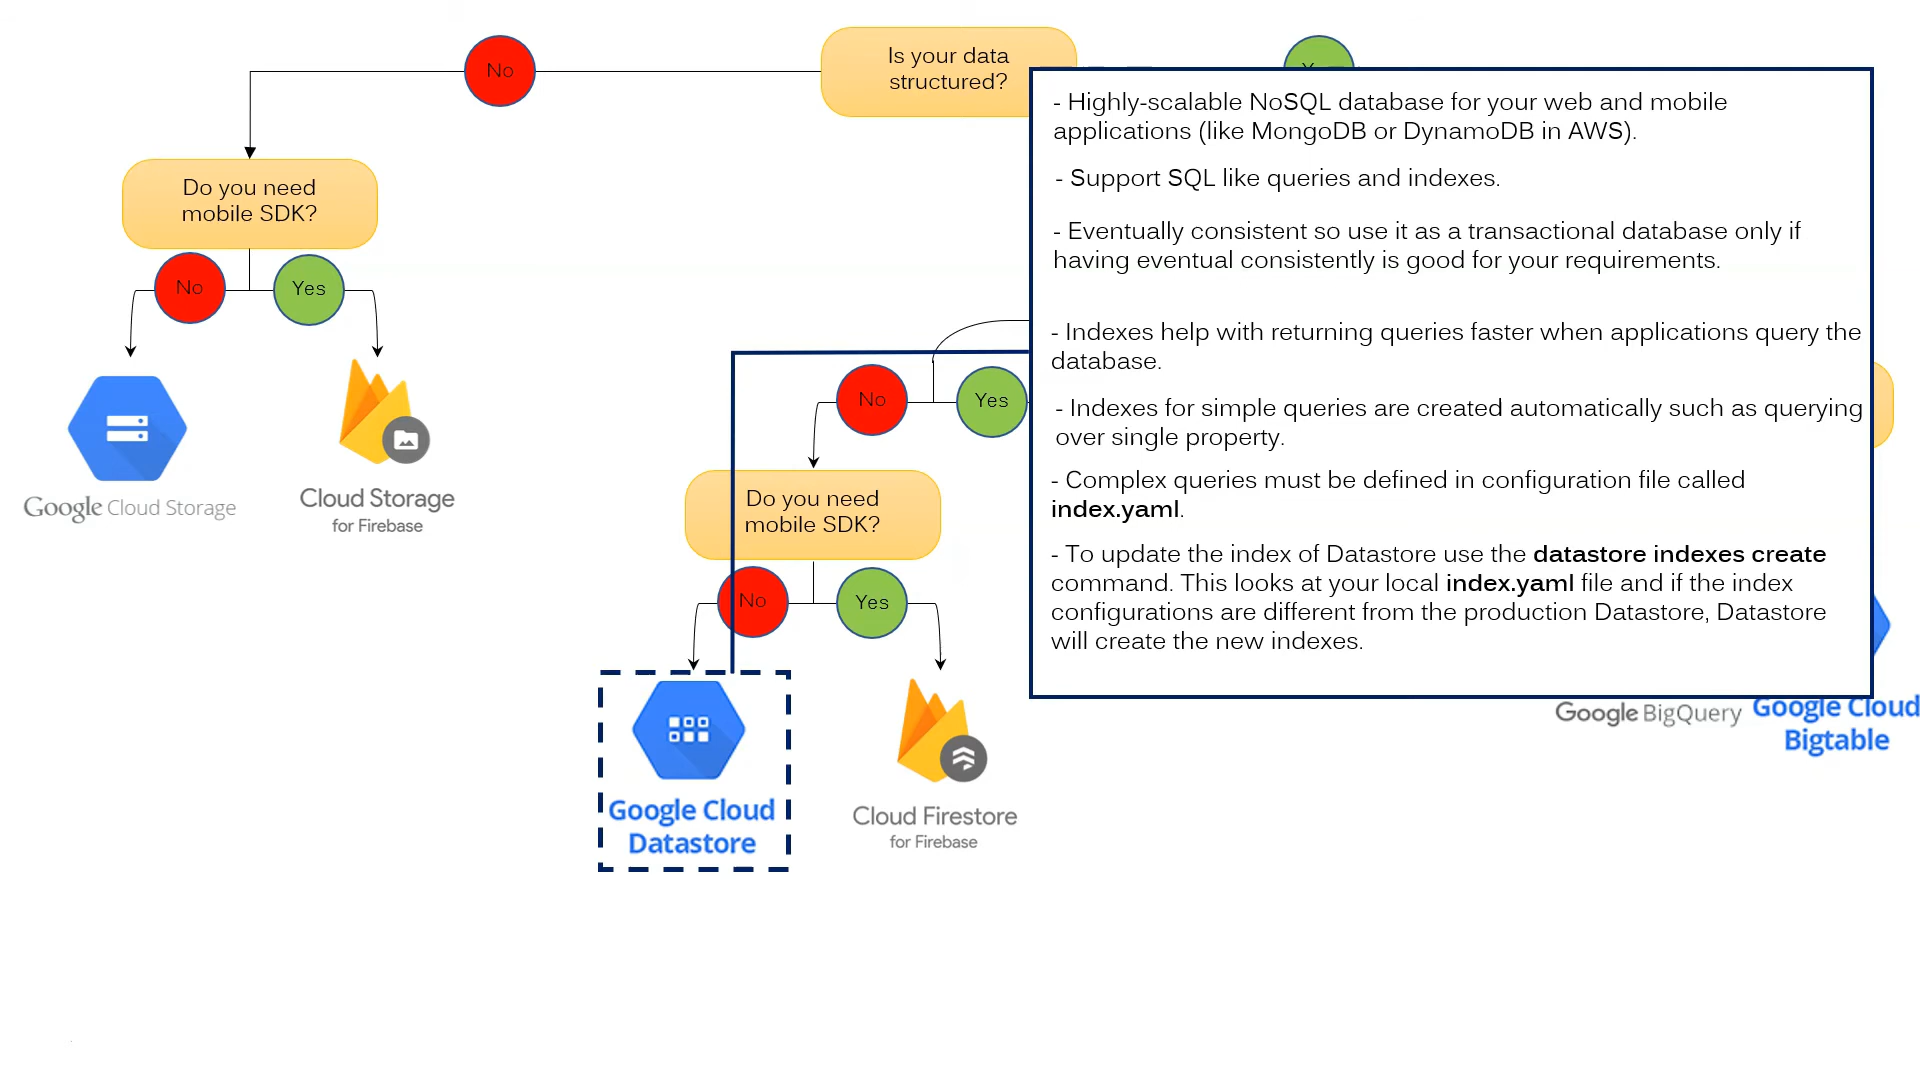 No
Is your data
structured?
- Highly-scalable NoSQL database for your web and mobile
applications (like MongoDB or DynamoDB in AWS).
- Support SQL like queries and indexes.
- Eventually consistent so use it as a transactional database only if
having eventual consistently is good for your requirements.
- Indexes help with returning queries faster when applications query the
database.
- Indexes for simple queries are created automatically such as querying
over single property.
- Complex queries must be defined in configuration file called
index.yaml.
- To update the index of Datastore use the datastore indexes create
command. This looks at your local index.yaml file and if the index
configurations are different from the production Datastore, Datastore
will create the new indexes.
Do you need
mobile SDK?
No
Yes
Google Cloud Storage
Cloud Storage
for Firebase
No
Yes
Do you need
mobile SDK?
No
Yes
Google Cloud
Datastore
Cloud Firestore
for Firebase
Google BigQuery
Google Cloud
Bigtable